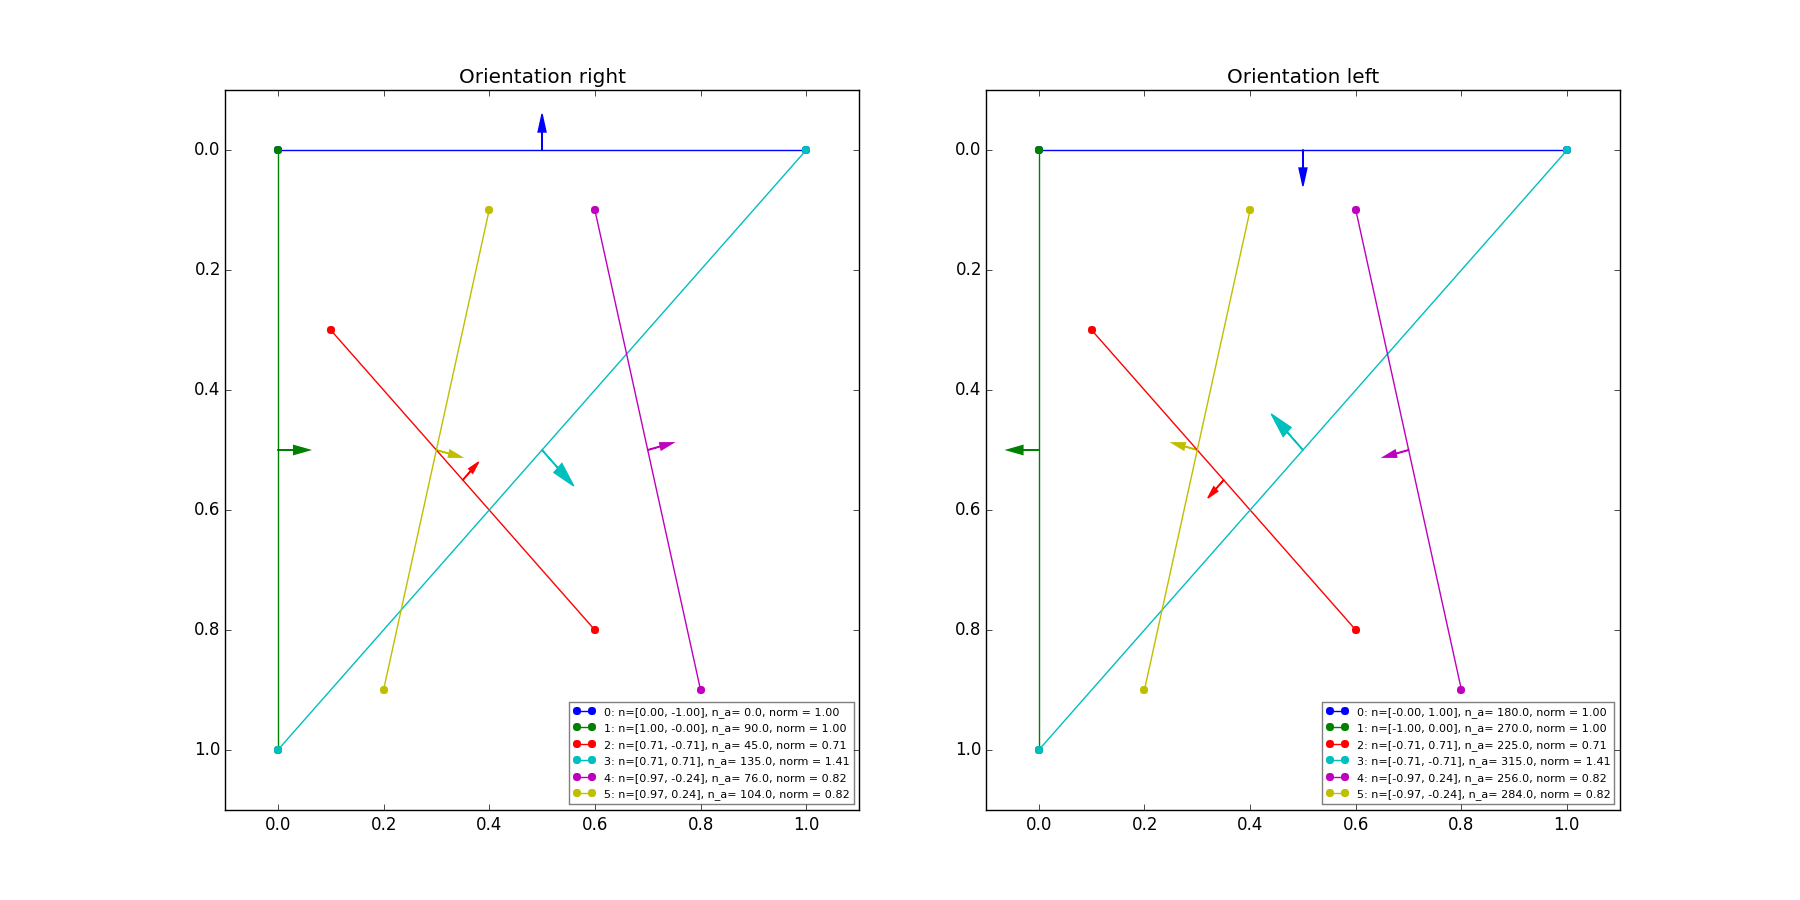 Orientation right
0.0
0.2
0.4
0.6
0.8
1.0
0.0 0.2 0.4 0.6 0.8 1.0
0: n=[0.00, -1.00], n_a= 0.0, norm = 1.00
1: n=[1.00, -0.00], n_a= 90.0, norm = 1.00
2: n=[0.71, -0.71], n_a= 45.0, norm = 0.71
3: n=[0.71, 0.71], n_a= 135.0, norm = 1.41
4: n=[0.97, -0.24], n_a= 76.0, norm = 0.82
5: n=[0.97, 0.24], n_a= 104.0, norm = 0.82
Orientation left
0.0
0.2
0.4
0.6
0.8
1.0
0.0 0.2 0.4 0.6 0.8 1.0
0: n=[-0.00, 1.00], n_a= 180.0, norm = 1.00
1: n=[-1.00, 0.00], n_a= 270.0, norm = 1.00
2: n=[-0.71, 0.71], n_a= 225.0, norm = 0.71
3: n=[-0.71, -0.71], n_a= 315.0, norm = 1.41
4: n=[-0.97, 0.24], n_a= 256.0, norm = 0.82
5: n=[-0.97, -0.24], n_a= 284.0, norm = 0.82